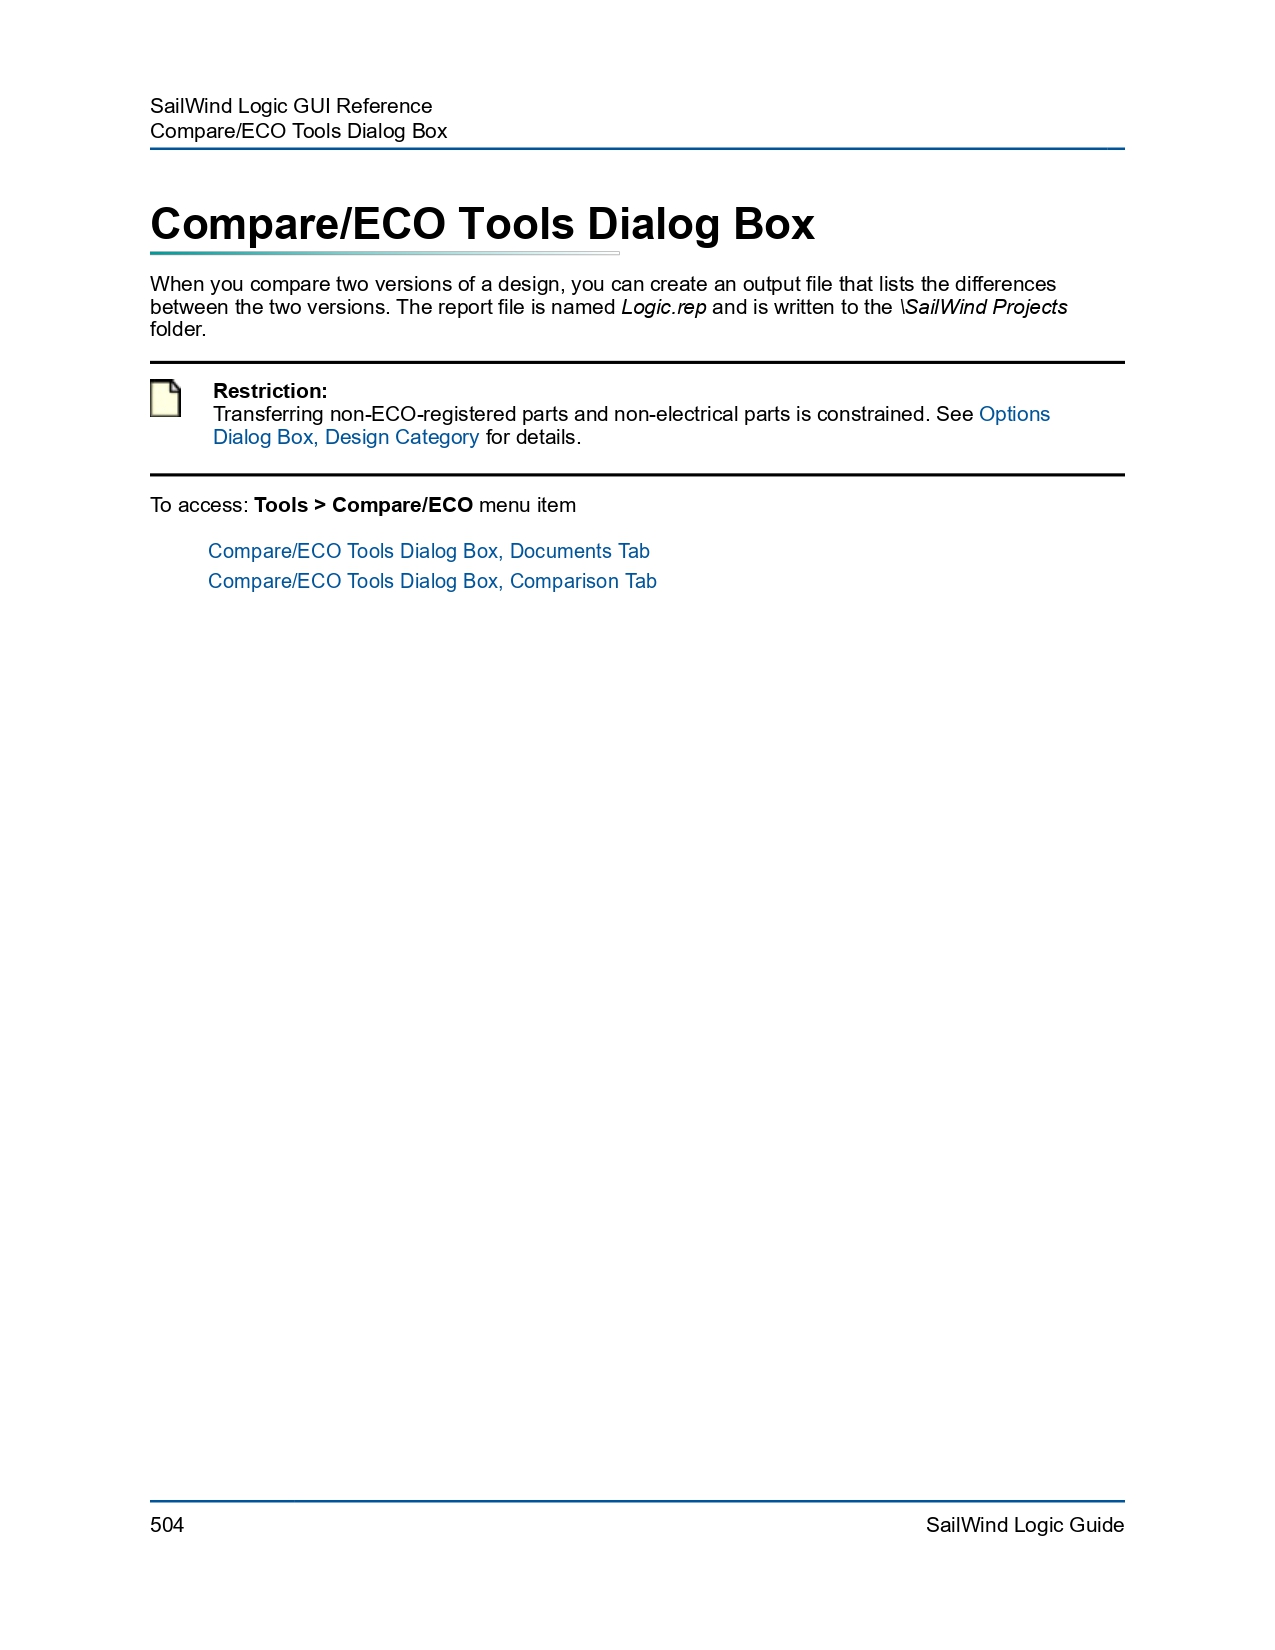 SailWind Logic GUI Reference
Compare/ECO Tools Dialog Box
Compare/ECO Tools Dialog Box
When you compare two versions of a design, you can create an output file that lists the differences
between the two versions. The report file is named Logic.rep and is written to the \SailWind Projects
folder.
Restriction:
Transferring non-ECO-registered parts and non-electrical parts is constrained. See Options
Dialog Box, Design Category for details.
To access: Tools > Compare/ECO menu item
Compare/ECO Tools Dialog Box, Documents Tab
Compare/ECO Tools Dialog Box, Comparison Tab
504
SailWind Logic Guide